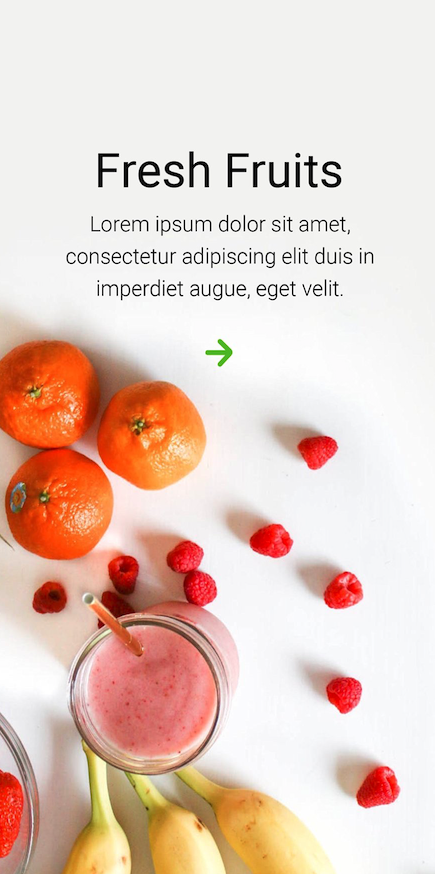 Fresh Fruits
Lorem ipsum dolor sit amet,
consectetur adipiscing elit duis in
imperdiet augue, eget velit.